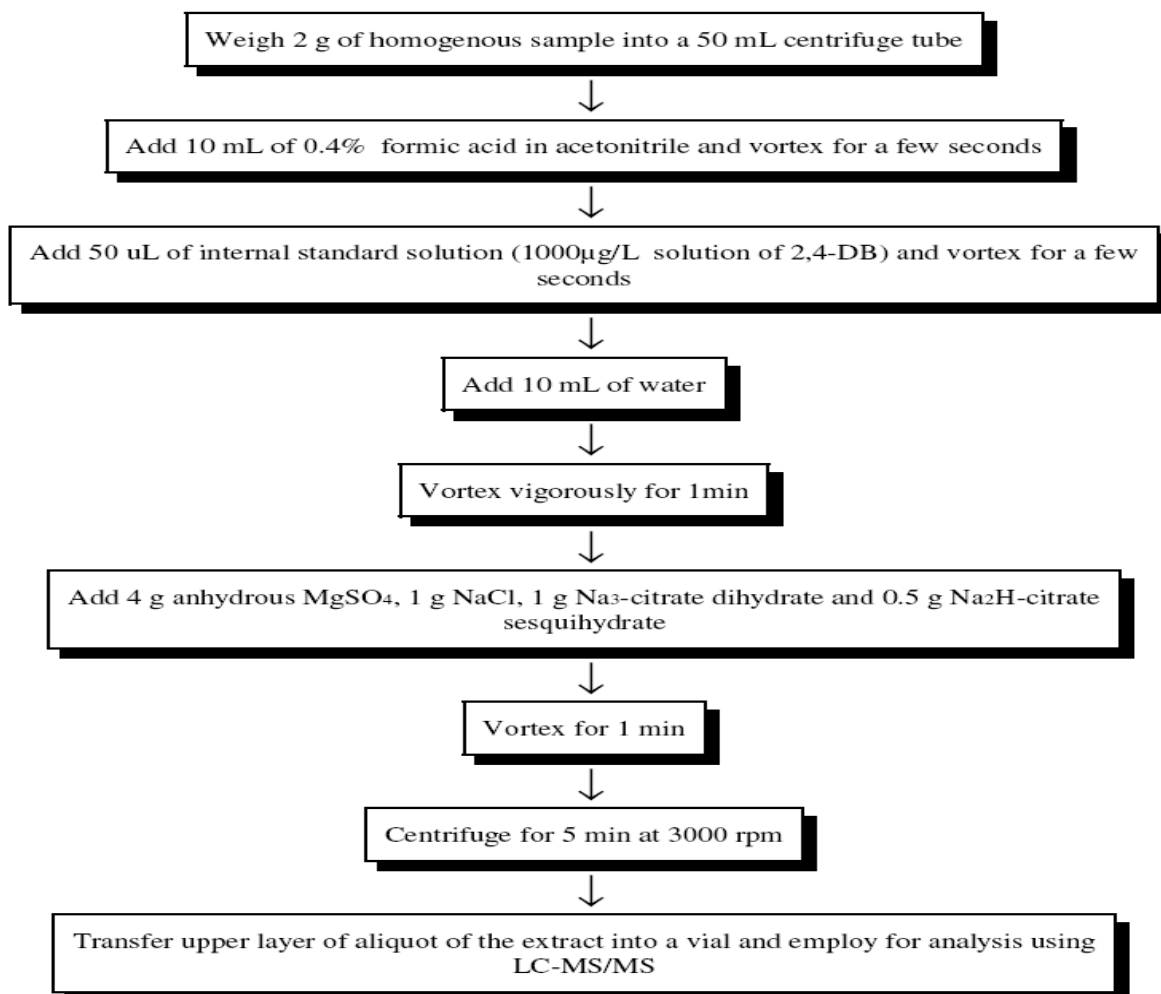 Weigh 2 g of homogenous sample into a 50 mL centrifuge tube
Add 10 mL of 0.4% formic acid in acetonitrile and vortex for a few seconds
Add 50 uL of internal standard solution (1000µg/L solution of 2,4-DB) and vortex for a few
seconds
Add 10 mL of water
Vortex vigorously for 1min
Add 4 g anhydrous MgSO₄, 1 g NaCl, 1 g Na₃-citrate dihydrate and 0.5 g Na₂H-citrate
sesquihydrate
Vortex for 1 min
Centrifuge for 5 min at 3000 rpm
Transfer upper layer of aliquot of the extract into a vial and employ for analysis using
LC-MS/MS